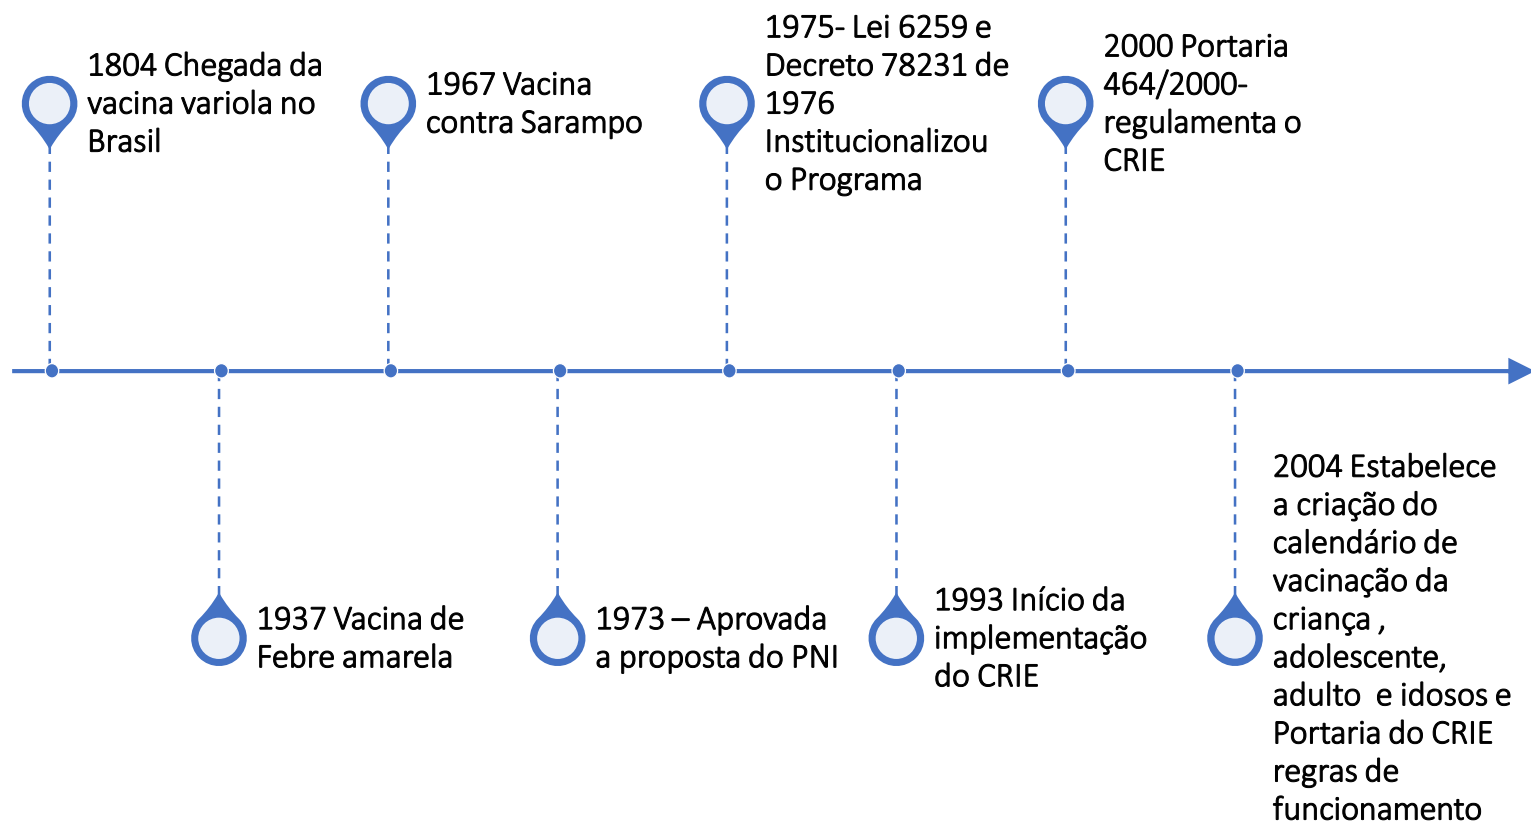 1804 Chegada da
vacina variola no
Brasil
1937 Vacina de
Febre amarela
1967 Vacina
contra Sarampo
1973 – Aprovada
a proposta do PNI
1975- Lei 6259 e
Decreto 78231 de
1976
Institucionalizou
o Programa
1993 Início da
implementação
do CRIE
2000 Portaria
464/2000-
regulamenta o
CRIE
2004 Estabelece
a criação do
calendário de
vacinação da
criança ,
adolescente,
adulto  e idosos e
Portaria do CRIE
regras de
funcionamento